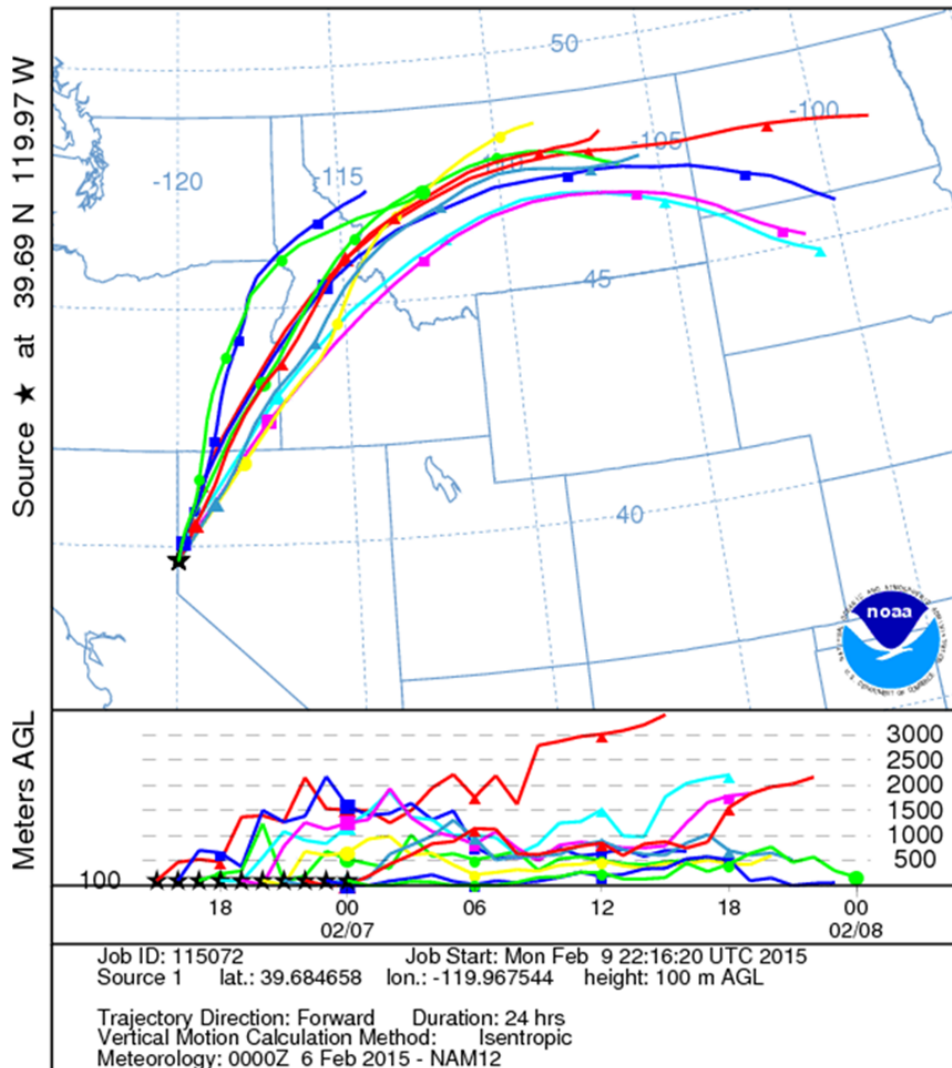 Source ★ at 39.69 N 119.97 W
50
-100
-105
-120
-115
45
40
noaa
Meters AGL
3000
2500
2000
1500
1000
500
100
18
00
06
12
18
00
02/07
02/08
Job ID: 115072 Job Start: Mon Feb 9 22:16:20 UTC 2015
Source 1 lat.: 39.684658 lon.: -119.967544 height: 100 m AGL
Trajectory Direction: Forward Duration: 24 hrs
Vertical Motion Calculation Method: Isentropic
Meteorology: 0000Z 6 Feb 2015 - NAM12